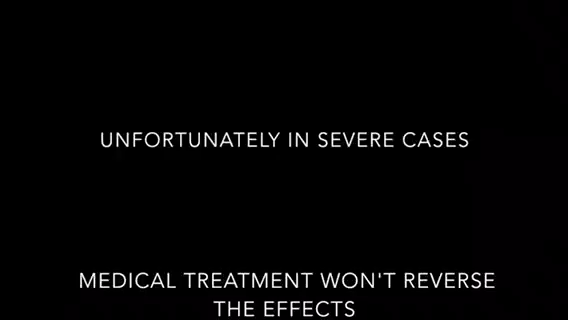 UNFORTUNATELY IN SEVERE CASES
MEDICAL TREATMENT WON'T REVERSE
THE EFFECTS